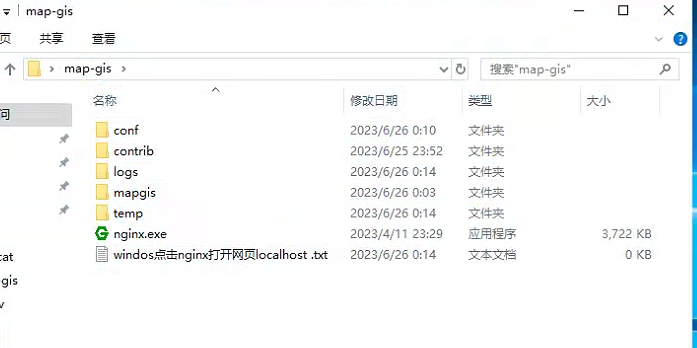 map-gis
页 共享 查看
map-gis
搜索"map-gis"
名称 修改日期 类型 大小
问
conf 2023/6/26 0:10 文件夹
contrib 2023/6/25 23:52 文件夹
logs 2023/6/26 0:14 文件夹
mapgis 2023/6/26 0:03 文件夹
temp 2023/6/26 0:14 文件夹
nginx.exe 2023/4/11 23:29 应用程序 3,722 KB
windos点击nginx打开网页localhost .txt 2023/6/26 0:14 文本文档 0 KB
cat
-gis
v